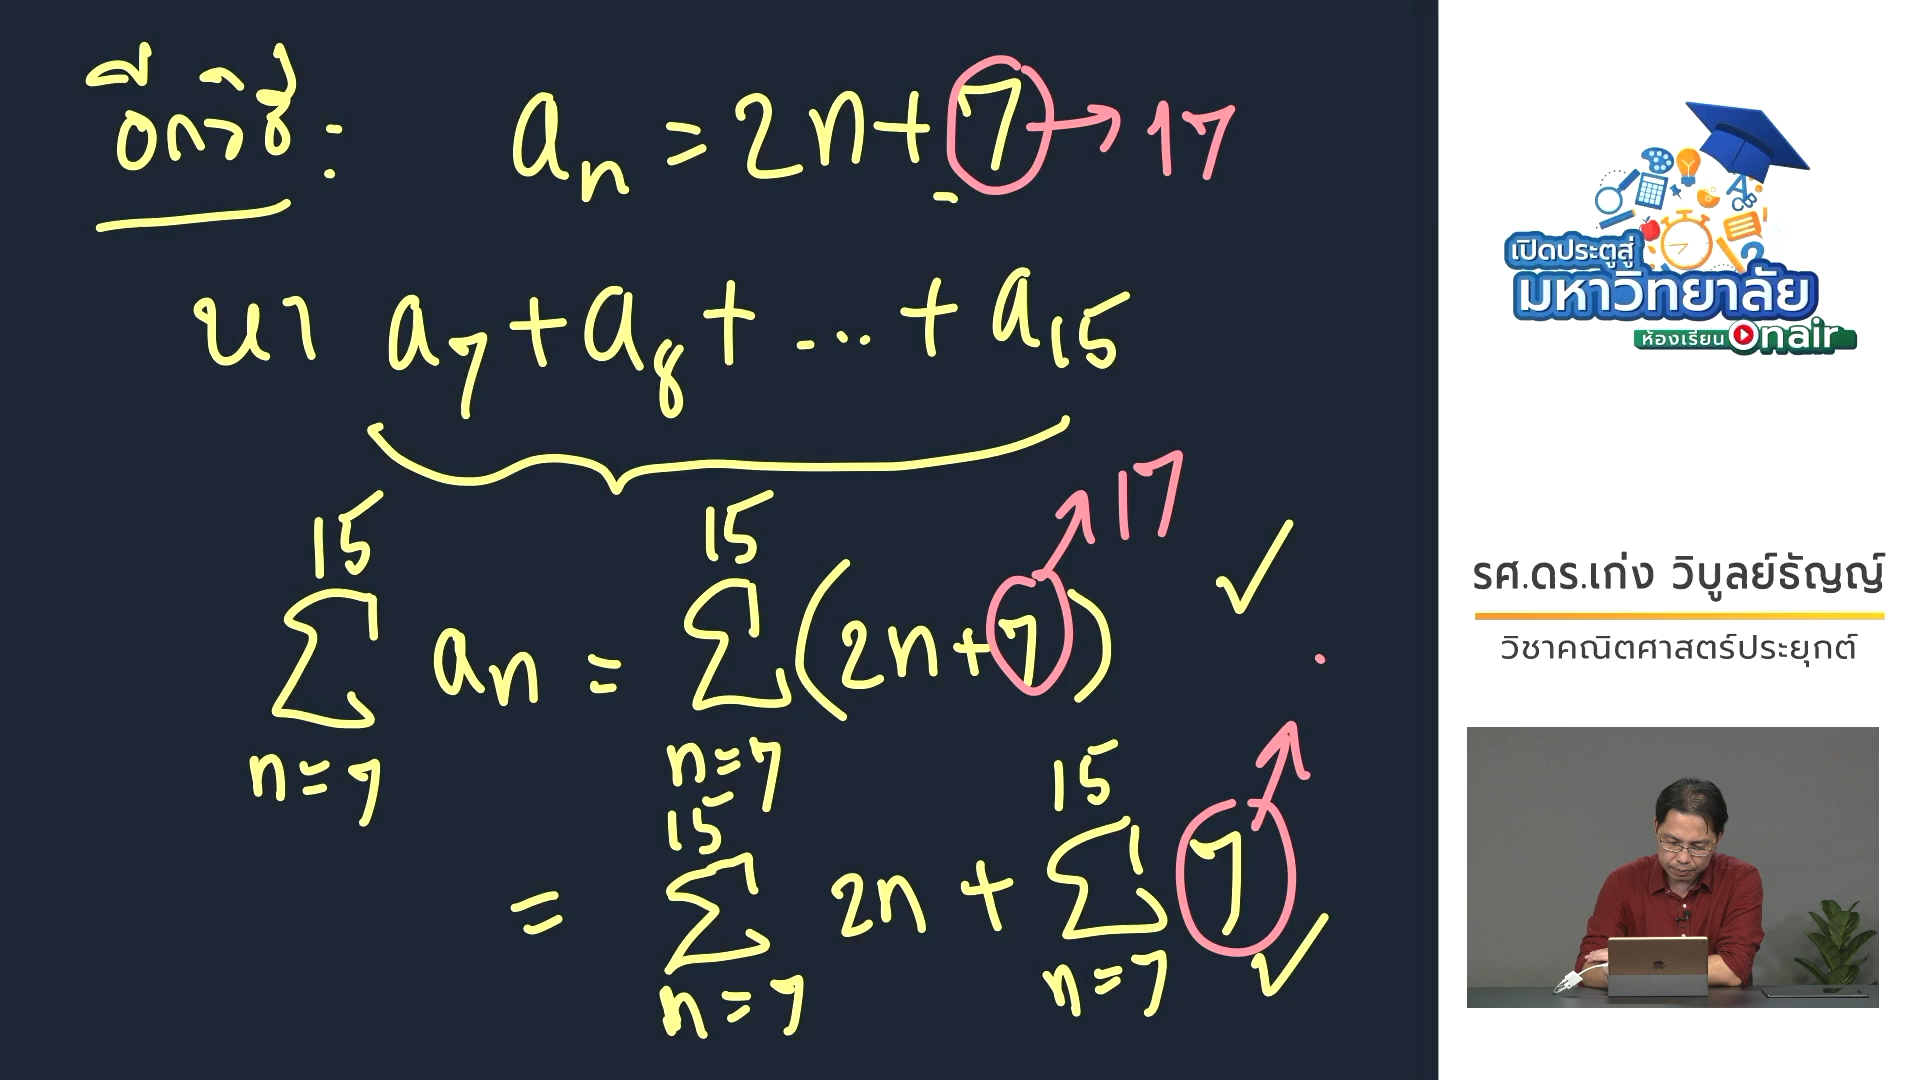 อีกวิธี : aₙ = 2n+7 → 17
หา a₇+a₈+...+a₁₅
15 15 17
∑ aₙ = ∑ (2n+7) ✓
n=7 n=7
15 15
= ∑ 2n + ∑ 7 ✓
n=7 n=7
เปิดประตูสู่
มหาวิทยาลัย
ห้องเรียน Onair
รศ.ดร.เก่ง วิบูลย์ธัญญ์
วิชาคณิตศาสตร์ประยุกต์